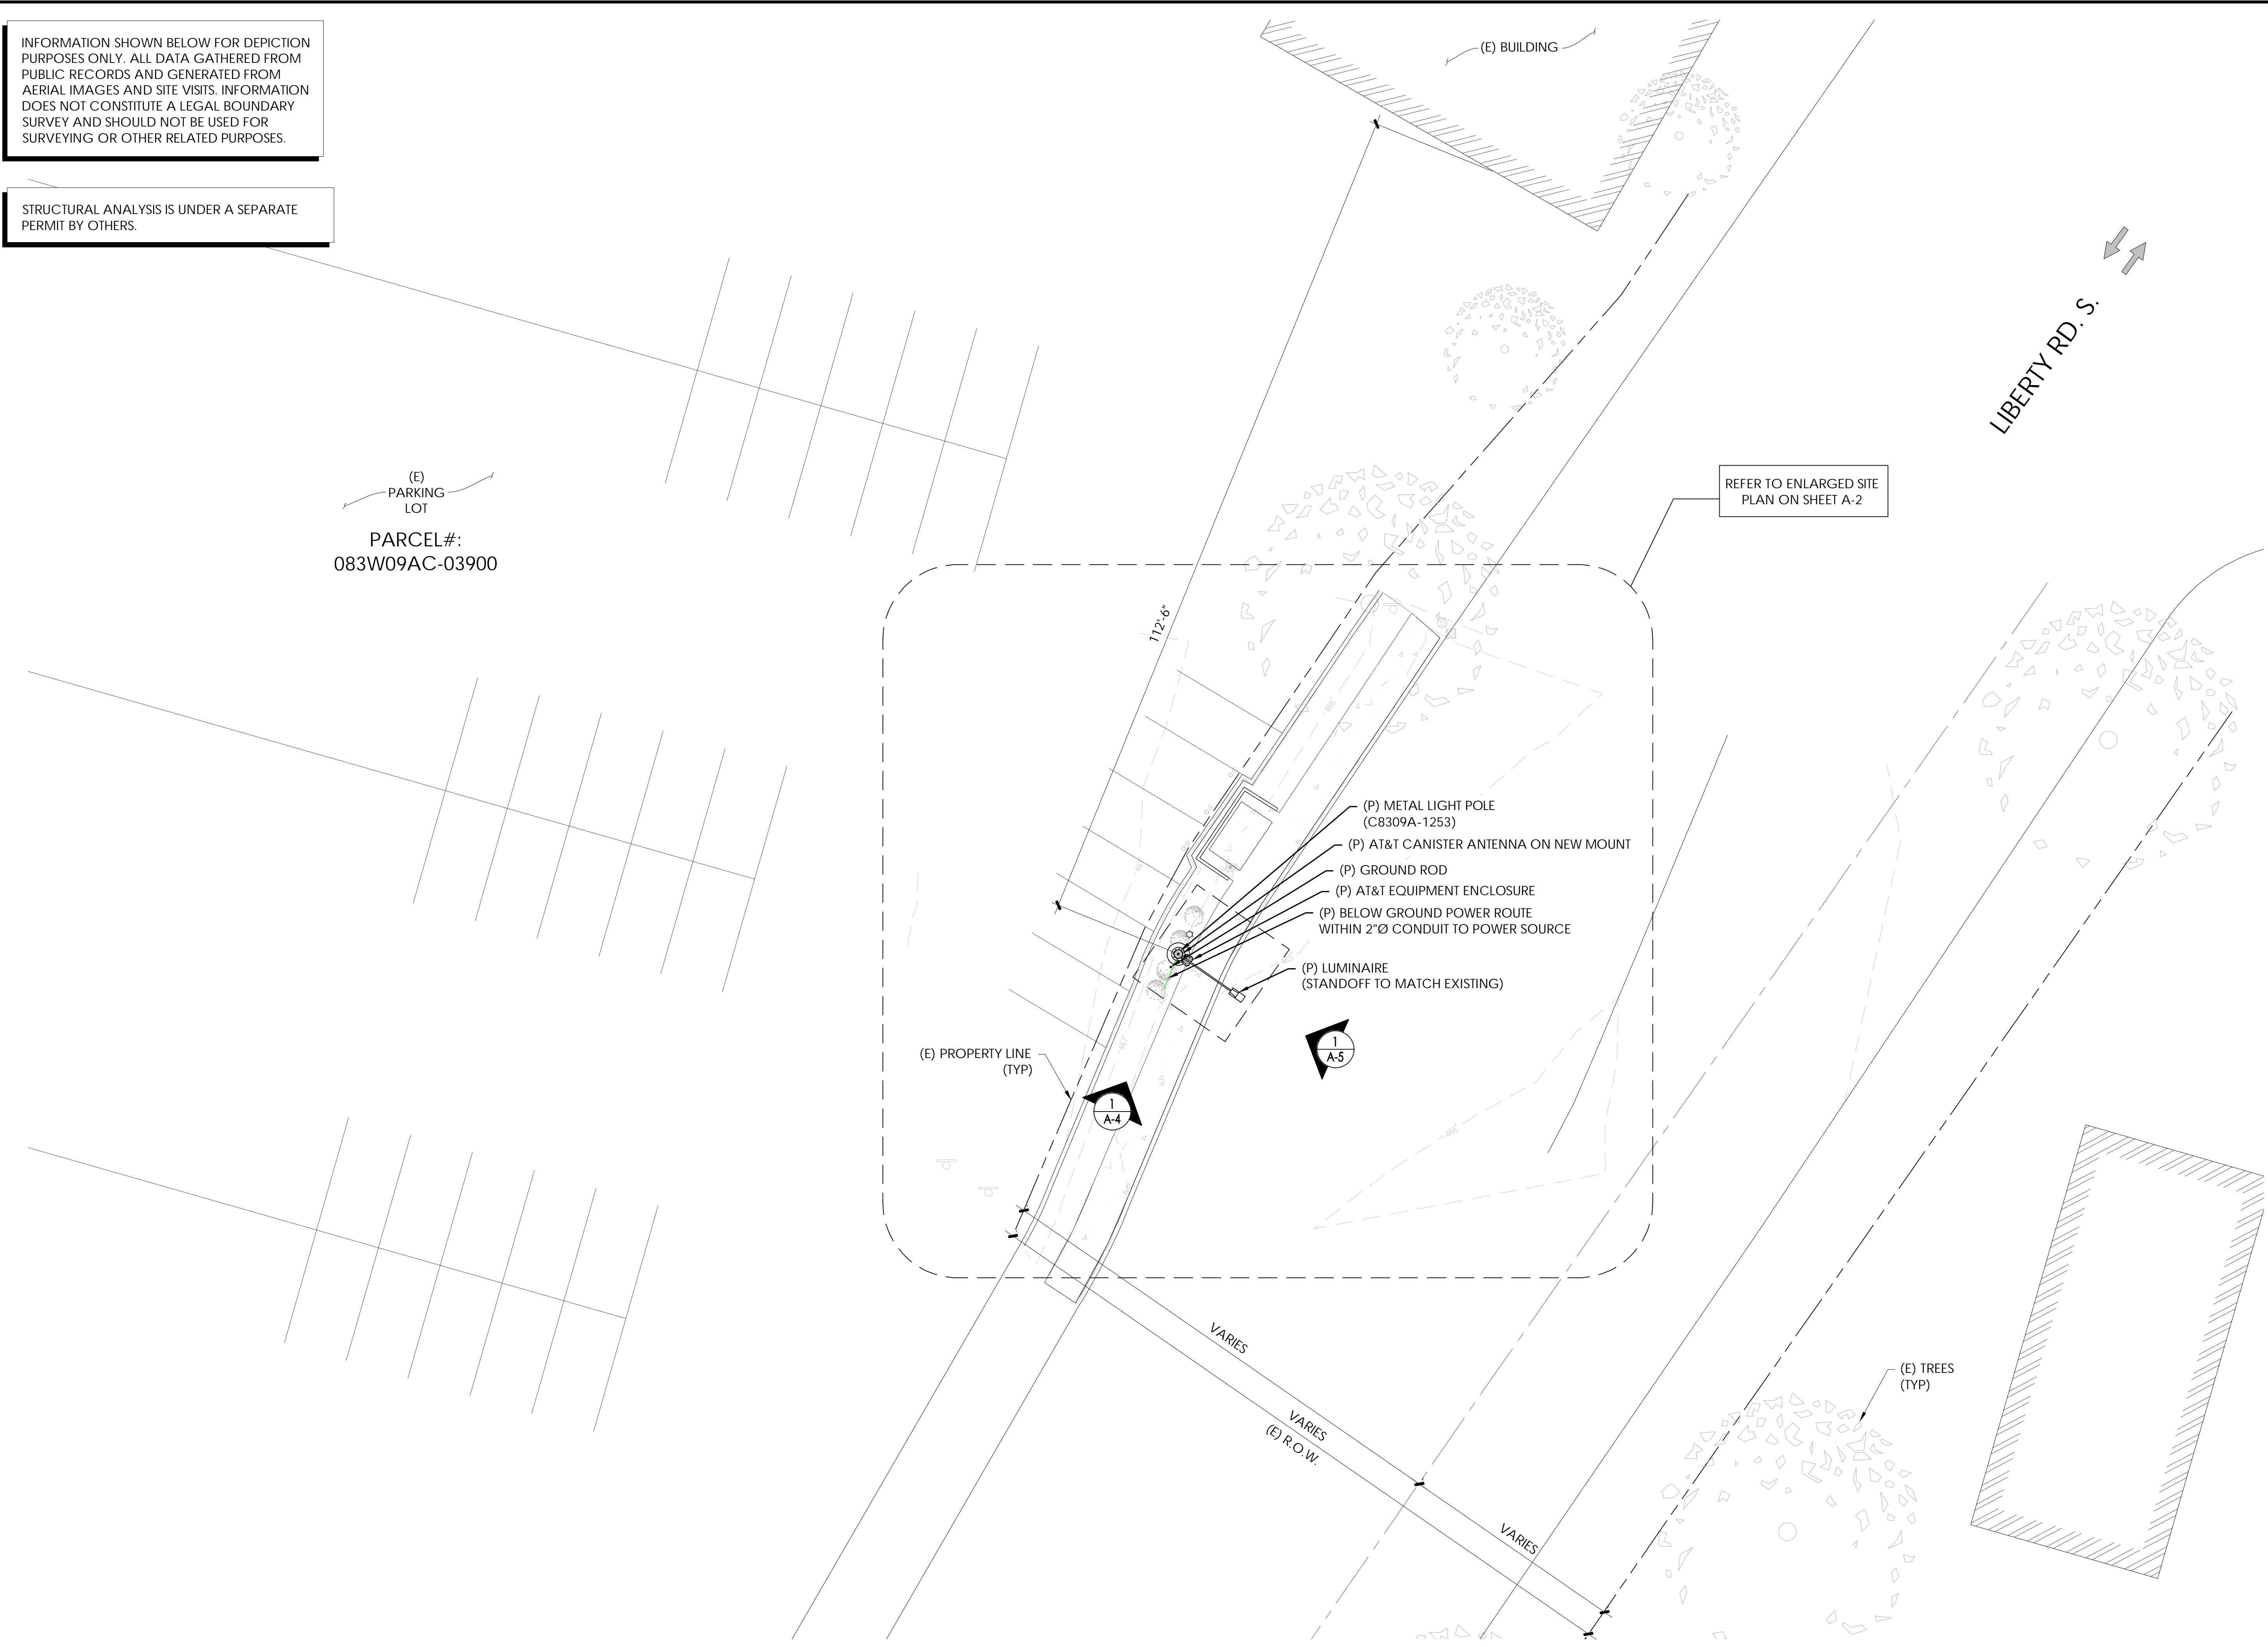 INFORMATION SHOWN BELOW FOR DEPICTION
PURPOSES ONLY. ALL DATA GATHERED FROM
PUBLIC RECORDS AND GENERATED FROM
AERIAL IMAGES AND SITE VISITS. INFORMATION
DOES NOT CONSTITUTE A LEGAL BOUNDARY
SURVEY AND SHOULD NOT BE USED FOR
SURVEYING OR OTHER RELATED PURPOSES.
STRUCTURAL ANALYSIS IS UNDER A SEPARATE
PERMIT BY OTHERS.
(E) BUILDING
LIBERTY RD. S.
(E)
PARKING
LOT
PARCEL#:
083W09AC-03900
REFER TO ENLARGED SITE
PLAN ON SHEET A-2
112'-6"
466'
(P) METAL LIGHT POLE
(C8309A-1253)
(P) AT&T CANISTER ANTENNA ON NEW MOUNT
(P) GROUND ROD
(P) AT&T EQUIPMENT ENCLOSURE
(P) BELOW GROUND POWER ROUTE
WITHIN 2"Ø CONDUIT TO POWER SOURCE
(P) LUMINAIRE
(STANDOFF TO MATCH EXISTING)
467'
1
A-5
(E) PROPERTY LINE
(TYP)
1
A-4
466'
VARIES
VARIES
(E) R.O.W.
VARIES
(E) TREES
(TYP)